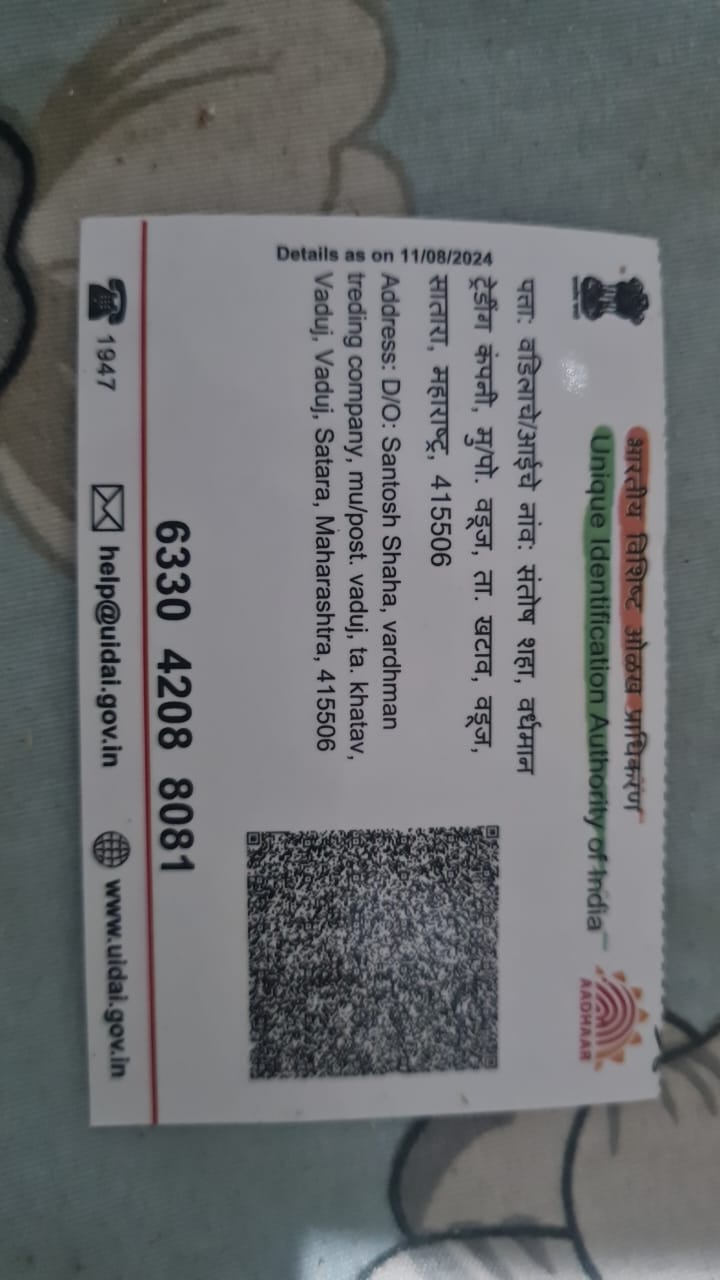 भारतीय विशिष्ट ओळख प्राधिकरण
Unique Identification Authority of India
AADHAAR
Details as on 11/08/2024
पता: वडिलाचे/आईचे नांव: संतोष शहा, वर्धमान
ट्रेडींग कंपनी, मु/पो. वडूज, ता. खटाव, वडूज,
सातारा, महाराष्ट्र, 415506
Address: D/O: Santosh Shaha, vardhman
treding company, mu/post. vaduj, ta. khatav,
Vaduj, Vaduj, Satara, Maharashtra, 415506
6330 4208 8081
1947 help@uidai.gov.in www.uidai.gov.in